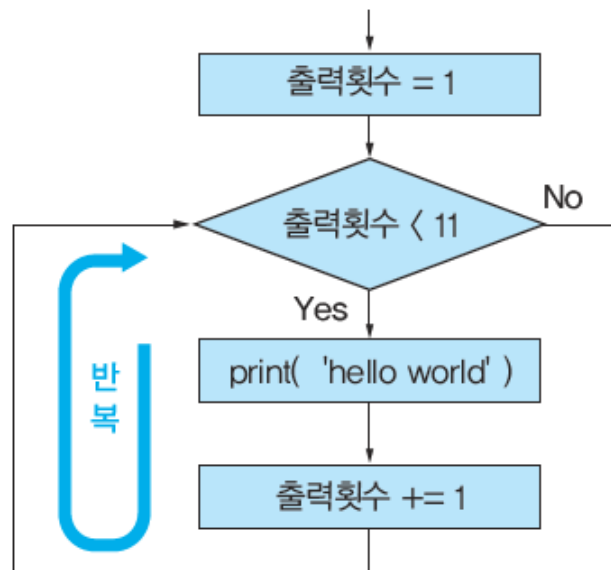 출력횟수 = 1
출력횟수 < 11
No
Yes
print( 'hello world' )
반
복
출력횟수 += 1